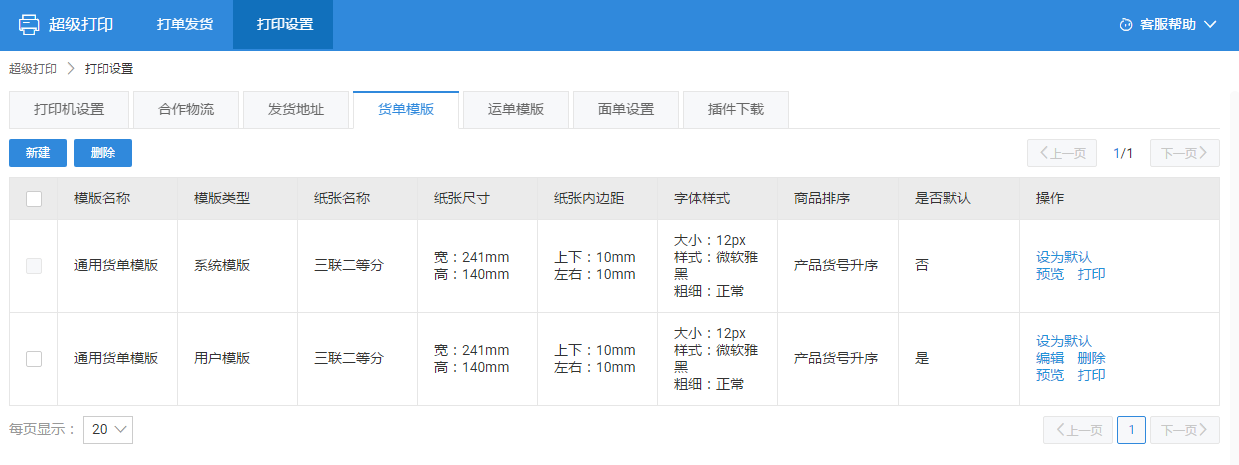 超级打印 打单发货 打印设置 客服帮助
超级打印 打印设置
打印机设置 合作物流 发货地址 货单模版 运单模版 面单设置 插件下载
新建 删除 上一页 1/1 下一页
模版名称 模版类型 纸张名称 纸张尺寸 纸张内边距 字体样式 商品排序 是否默认 操作
通用货单模版 系统模版 三联二等分
宽：241mm
高：140mm
上下：10mm
左右：10mm
大小：12px
样式：微软雅
黑
粗细：正常
产品货号升序 否
设为默认
预览 打印
通用货单模版 用户模版 三联二等分
宽：241mm
高：140mm
上下：10mm
左右：10mm
大小：12px
样式：微软雅
黑
粗细：正常
产品货号升序 是
设为默认
编辑 删除
预览 打印
每页显示： 20 上一页 1 下一页